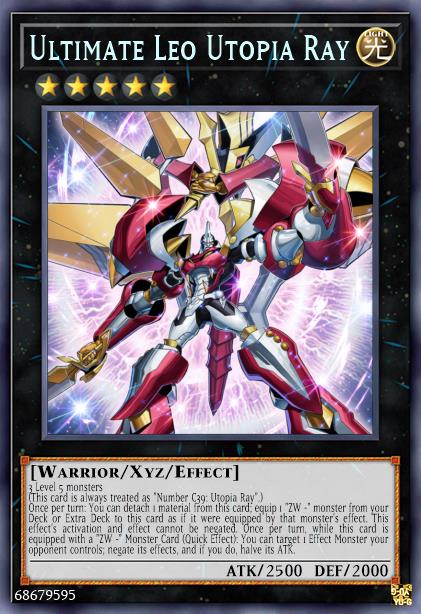 Ultimate Leo Utopia Ray
LIGHT
光
[Warrior/Xyz/Effect]
3 Level 5 monsters
(This card is always treated as "Number C39: Utopia Ray".)
Once per turn: You can detach 1 material from this card; equip 1 "ZW -" monster from your
Deck or Extra Deck to this card as if it were equipped by that monster's effect. This
effect's activation and effect cannot be negated. Once per turn, while this card is
equipped with a "ZW -" Monster Card (Quick Effect): You can target 1 Effect Monster your
opponent controls; negate its effects, and if you do, halve its ATK.
ATK/2500 DEF/2000
68679595